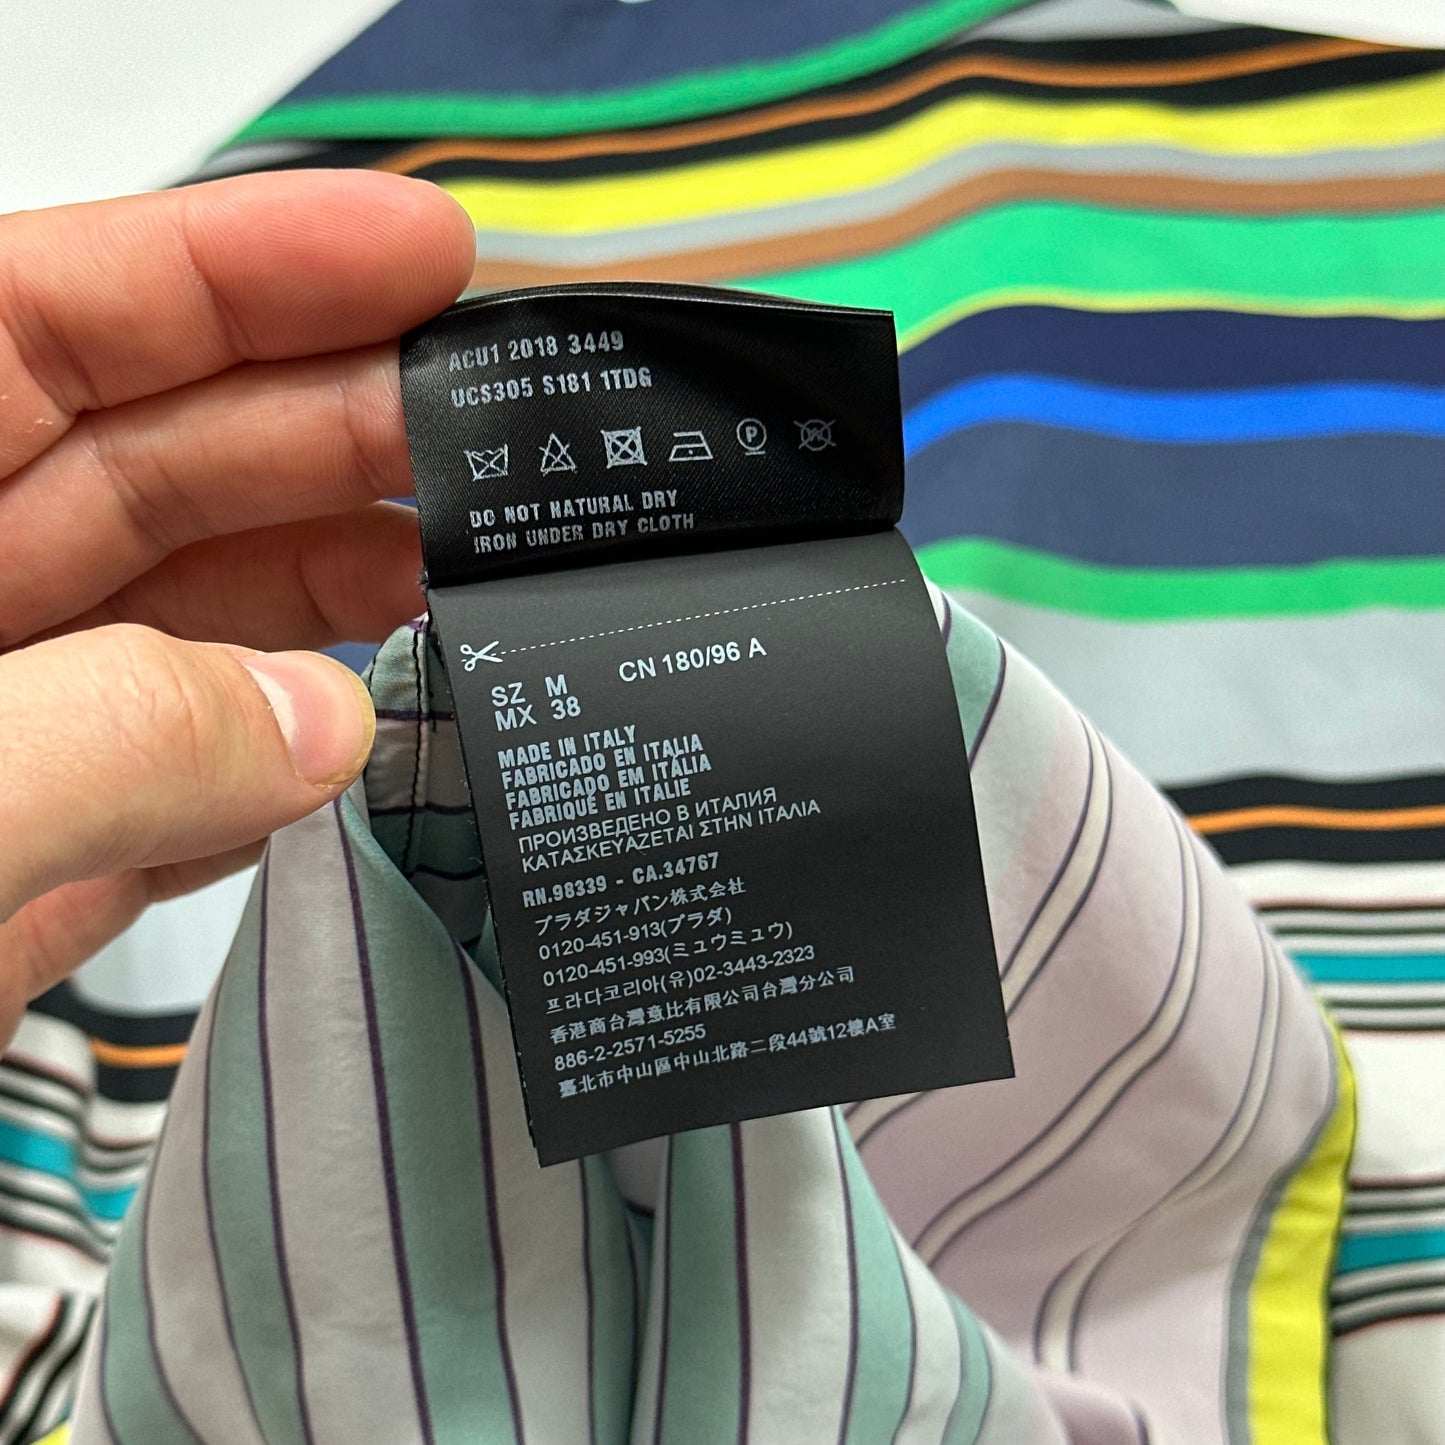 ACU1 2018 3449
UCS305 S181 1TDG
P
W
DO NOT NATURAL DRY
IRON UNDER DRY CLOTH
SZ M CN 180/96 A
MX 38
MADE IN ITALY
FABRICADO EN ITALIA
FABRICADO EM ITÁLIA
FABRIQUÉ EN ITALIE
ПРОИЗВЕДЕНО В ИТАЛИЯ
ΚΑΤΑΣΚΕΥΑΖΕΤΑΙ ΣΤΗΝ ΙΤΑΛΙΑ
RN.98339 - CA.34767
プラダジャパン株式会社
0120-451-913(プラダ)
0120-451-993(ミュウミュウ)
프라다코리아(유)02-3443-2323
香港商台灣意比有限公司台灣分公司
886-2-2571-5255
臺北市中山區中山北路二段44號12樓A室